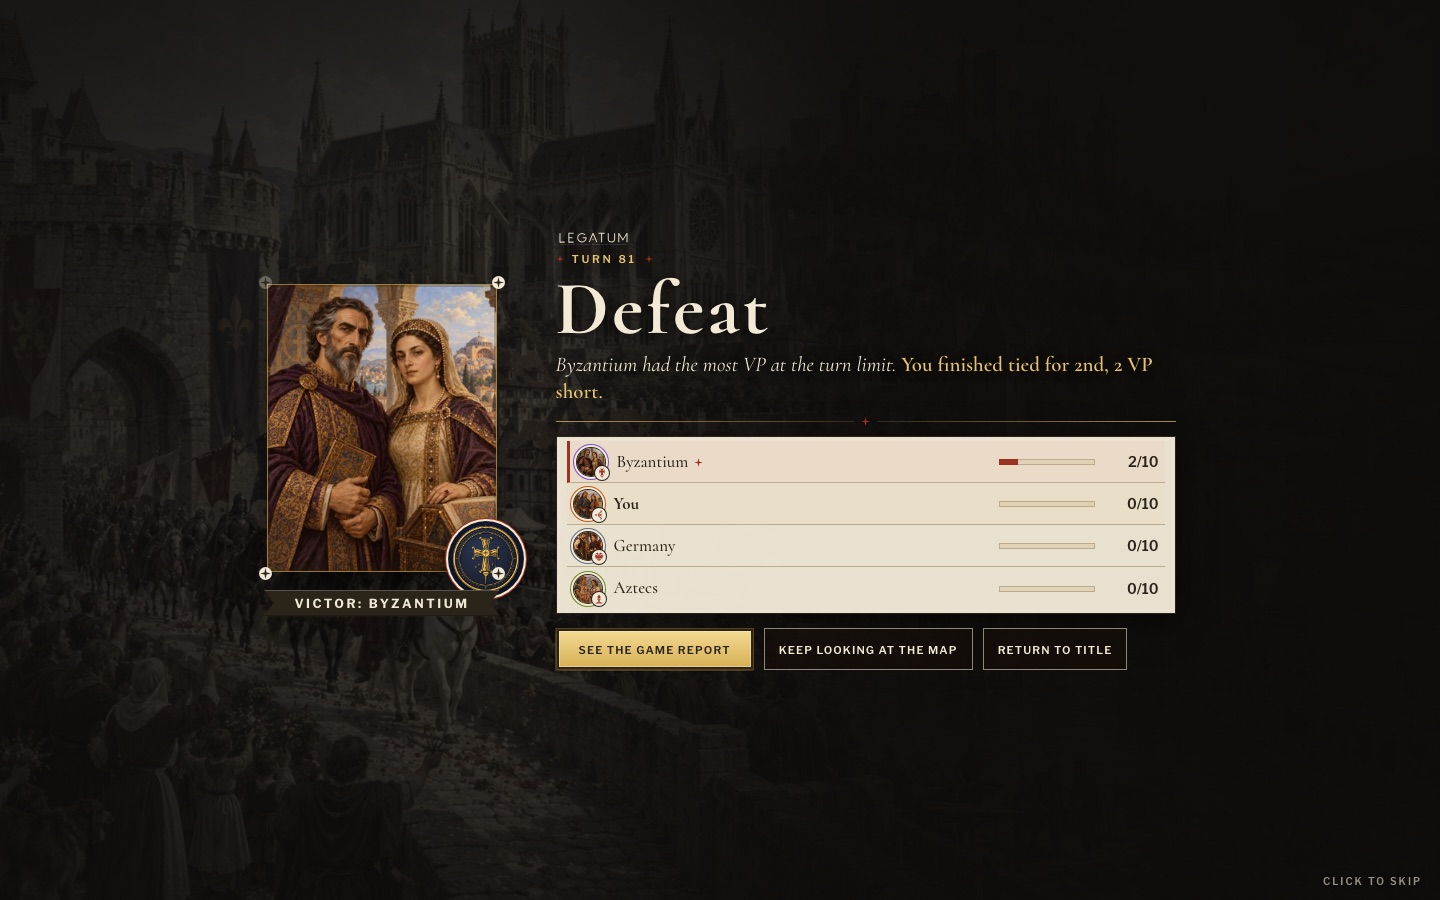 LEGATUM
TURN 81
Defeat
Byzantium had the most VP at the turn limit. You finished tied for 2nd, 2 VP
short.
Byzantium 2/10
You 0/10
Germany 0/10
Aztecs 0/10
VICTOR: BYZANTIUM
SEE THE GAME REPORT KEEP LOOKING AT THE MAP RETURN TO TITLE
CLICK TO SKIP